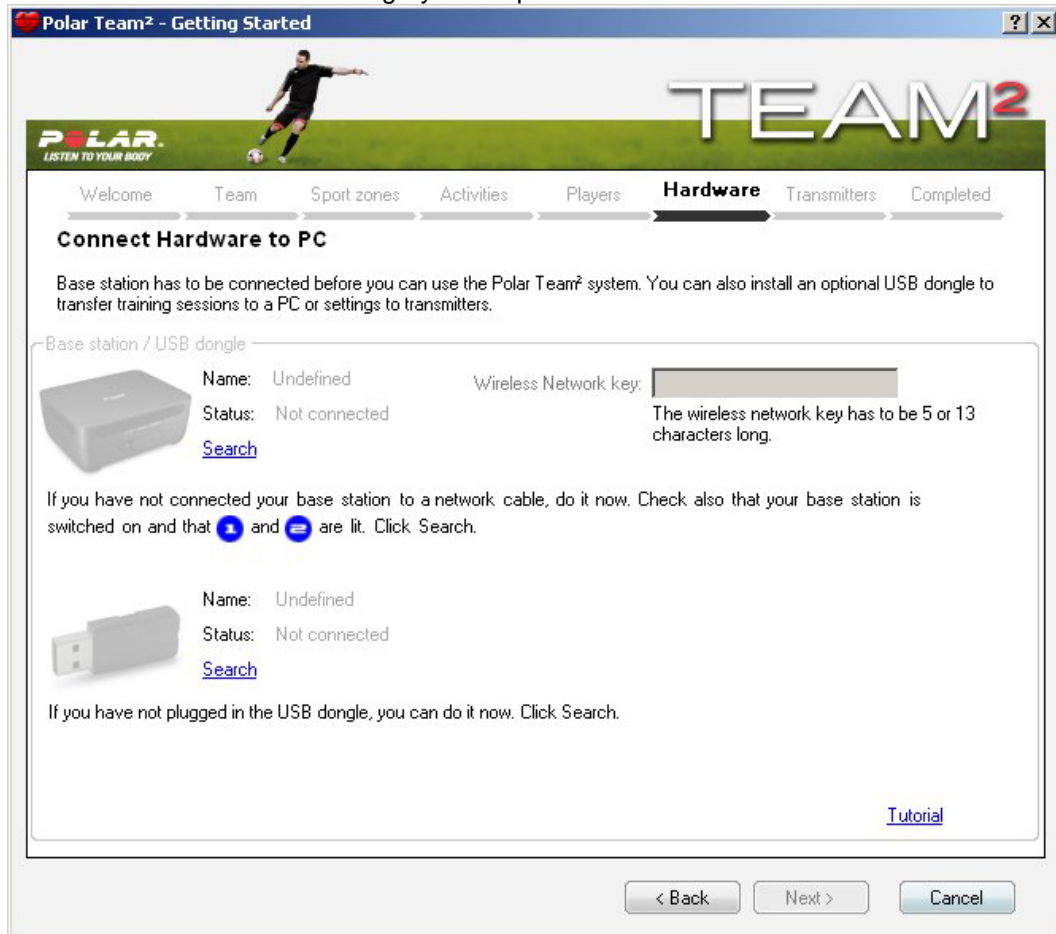 Polar Team² - Getting Started
POLAR.
LISTEN TO YOUR BODY
TEAM²
Welcome Team Sport zones Activities Players Hardware Transmitters Completed
Connect Hardware to PC
Base station has to be connected before you can use the Polar Team² system. You can also install an optional USB dongle to
transfer training sessions to a PC or settings to transmitters.
Base station / USB dongle
Name: Undefined Wireless Network key:
Status: Not connected The wireless network key has to be 5 or 13
characters long.
Search
If you have not connected your base station to a network cable, do it now. Check also that your base station is
switched on and that 1 and 2 are lit. Click Search.
Name: Undefined
Status: Not connected
Search
If you have not plugged in the USB dongle, you can do it now. Click Search.
Tutorial
< Back Next > Cancel